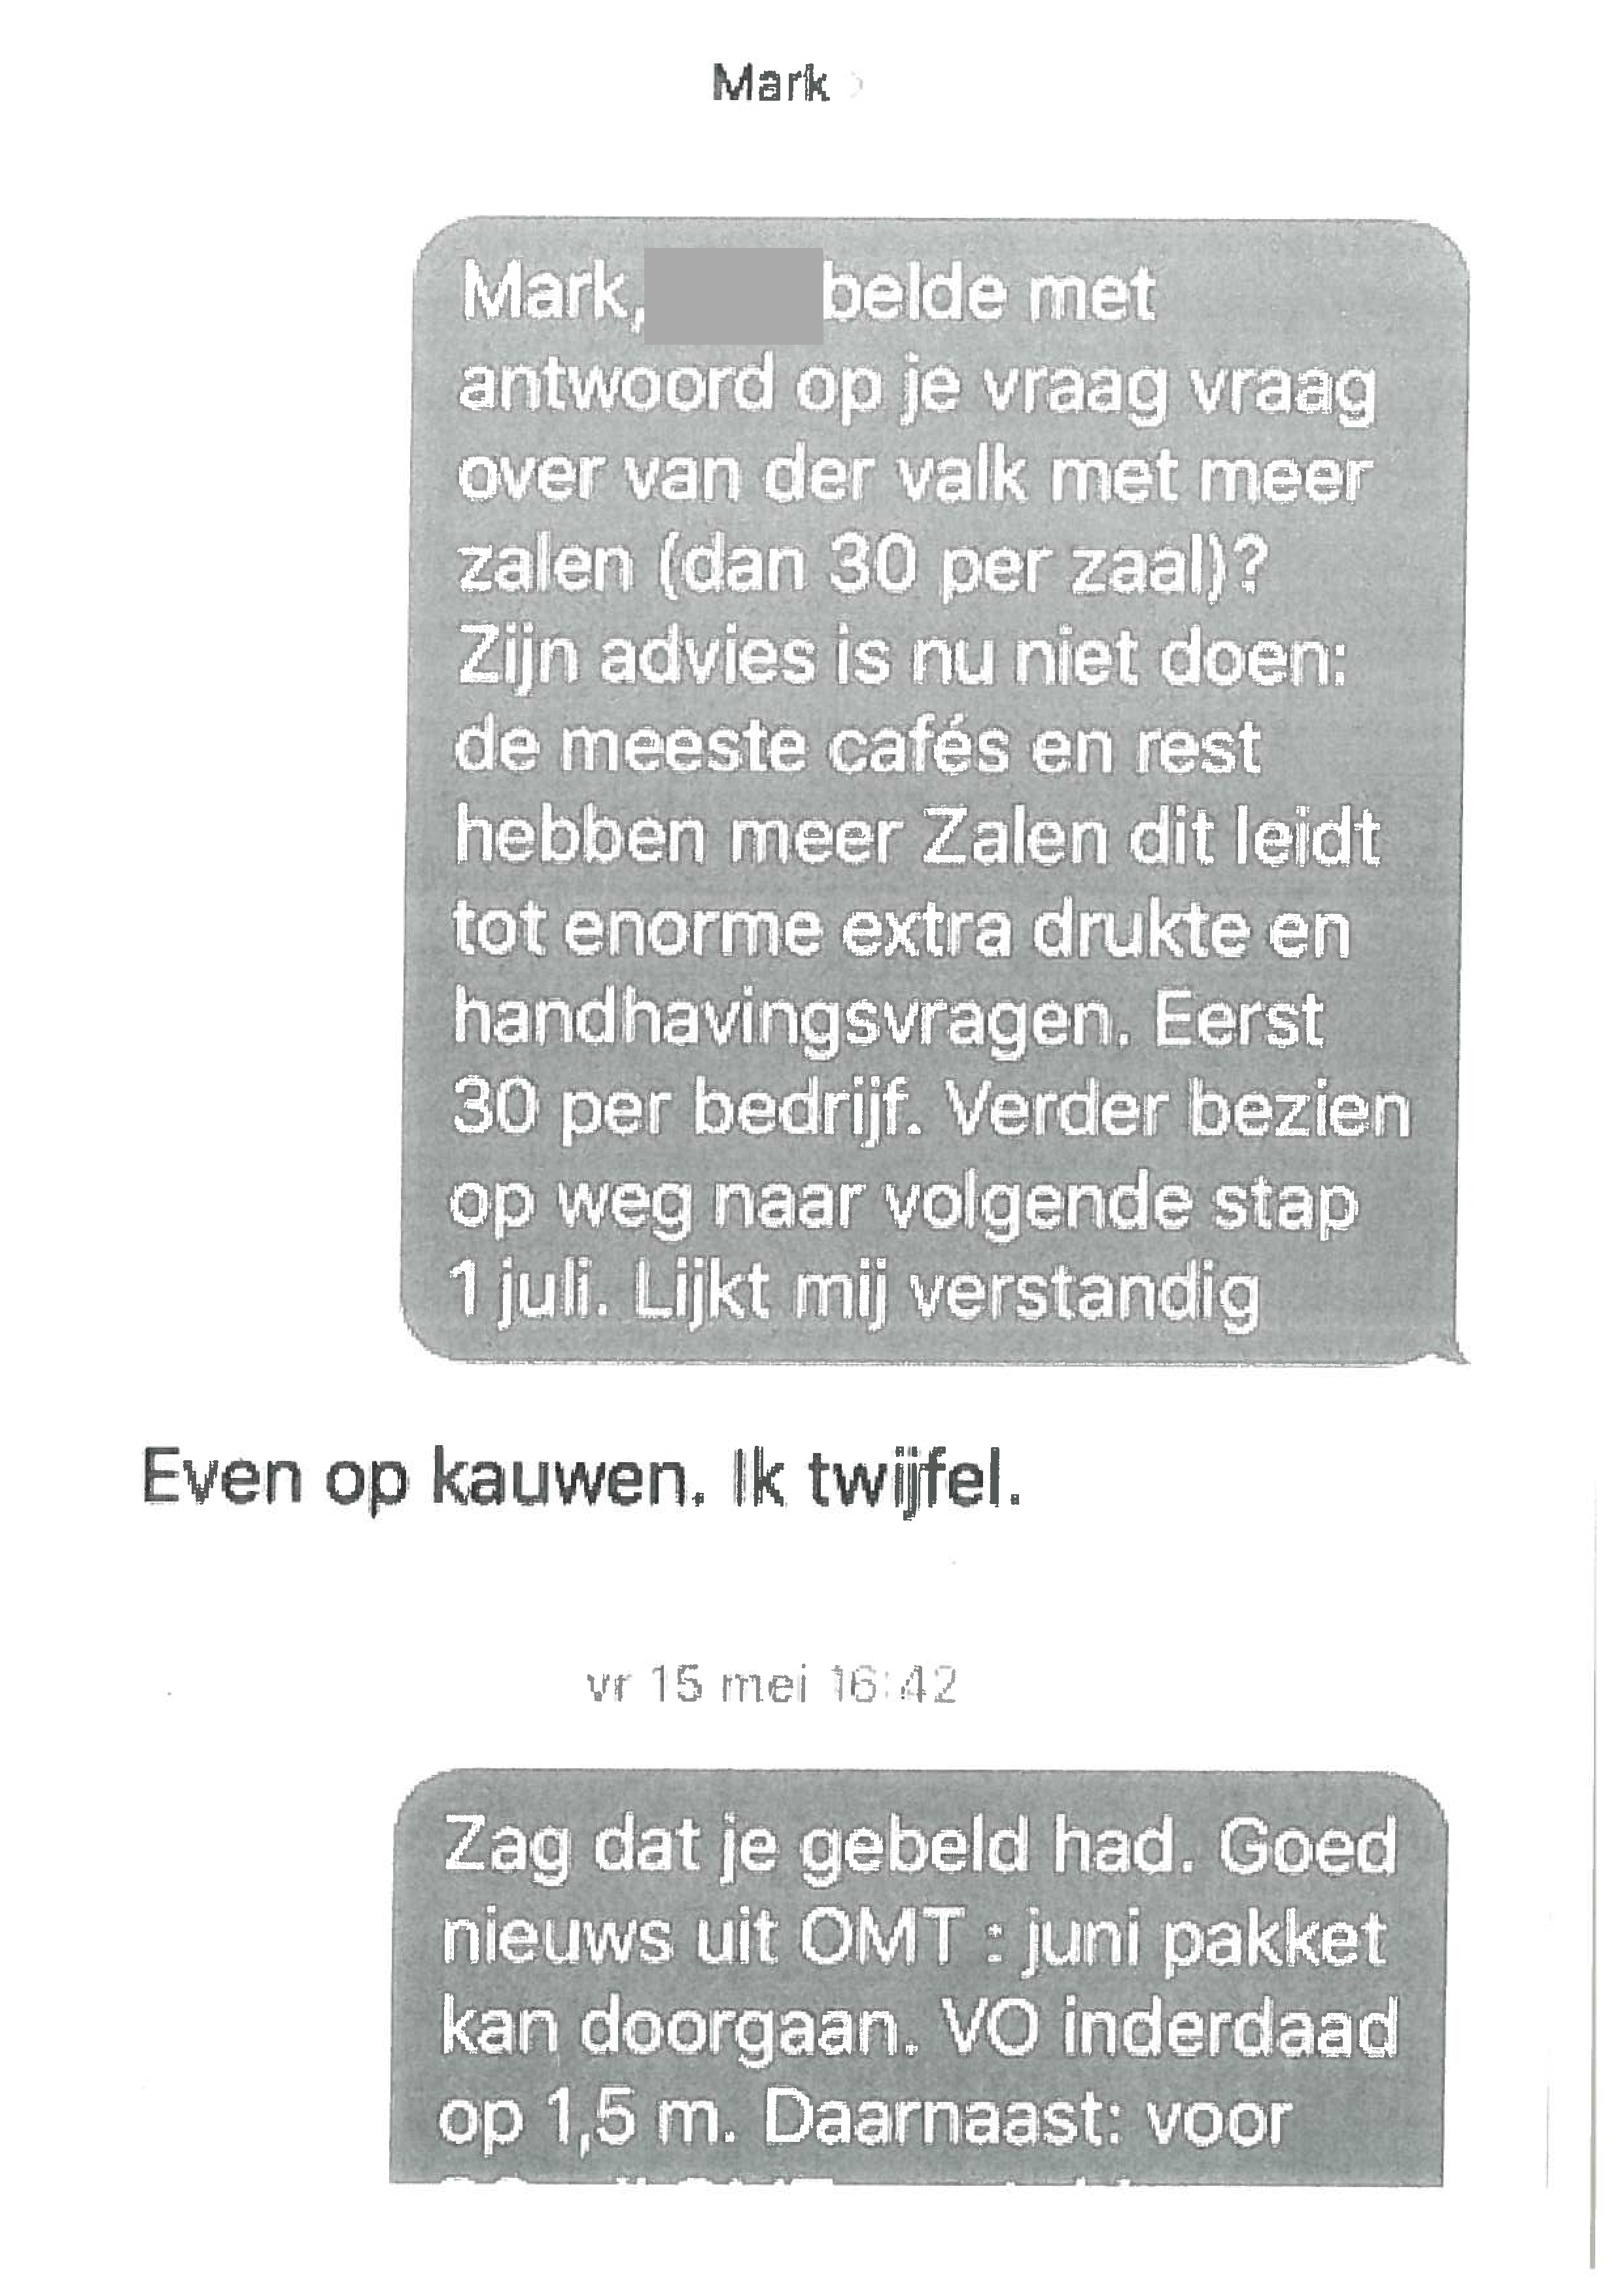 Mark
Mark, belde met
antwoord op je vraag vraag
over van der valk met meer
zalen (dan 30 per zaal)?
Zijn advies is nu niet doen:
de meeste cafés en rest
hebben meer Zalen dit leidt
tot enorme extra drukte en
handhavingsvragen. Eerst
30 per bedrijf. Verder bezien
op weg naar volgende stap
1 juli. Lijkt mij verstandig
Even op kauwen. Ik twijfel.
vr 15 mei 16:42
Zag dat je gebeld had. Goed
nieuws uit OMT : juni pakket
kan doorgaan. VO inderdaad
op 1,5 m. Daarnaast: voor